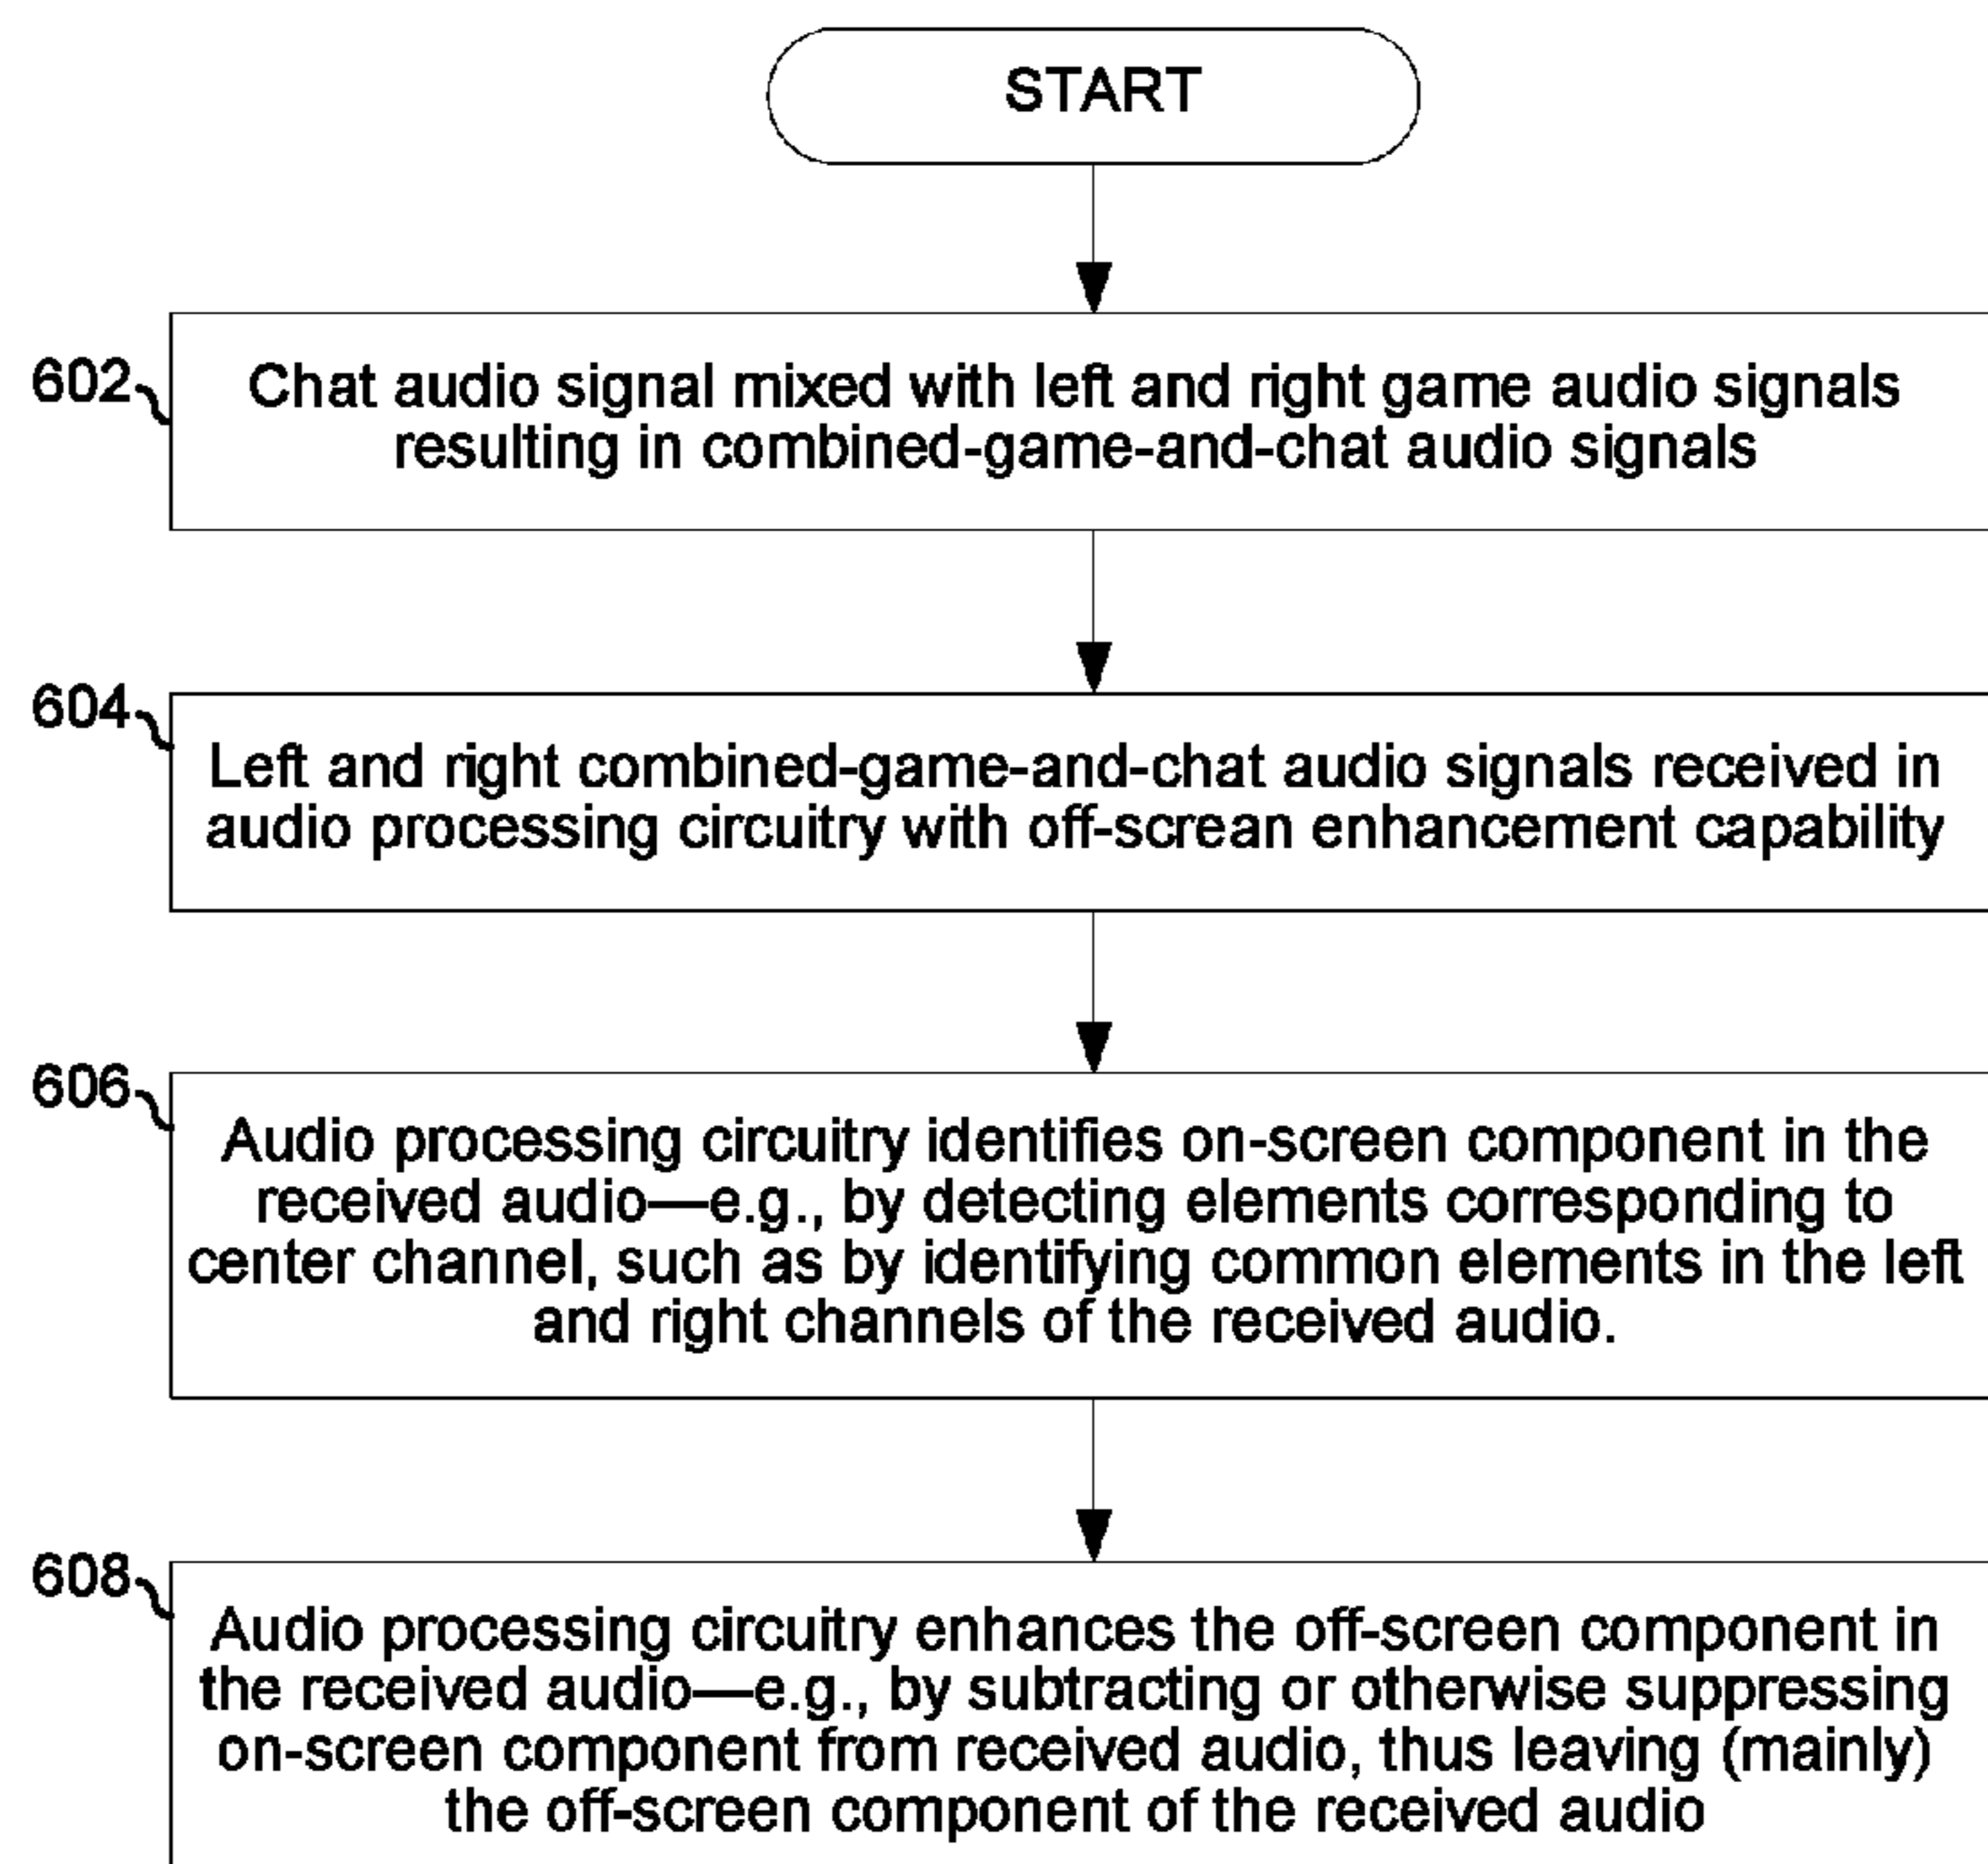 START
602
Chat audio signal mixed with left and right game audio signals
resulting in combined-game-and-chat audio signals
604
Left and right combined-game-and-chat audio signals received in
audio processing circuitry with off-screan enhancement capability
606
Audio processing circuitry identifies on-screen component in the
received audio—e.g., by detecting elements corresponding to
center channel, such as by identifying common elements in the left
and right channels of the received audio.
608
Audio processing circuitry enhances the off-screen component in
the received audio—e.g., by subtracting or otherwise suppressing
on-screen component from received audio, thus leaving (mainly)
the off-screen component of the received audio